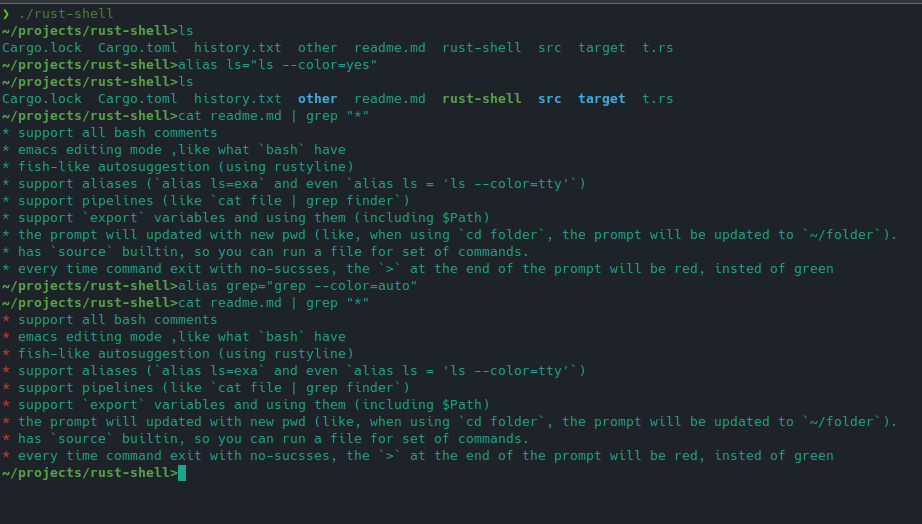 ❯ ./rust-shell
~/projects/rust-shell>ls
Cargo.lock  Cargo.toml  history.txt  other  readme.md  rust-shell  src  target  t.rs
~/projects/rust-shell>alias ls="ls --color=yes"
~/projects/rust-shell>ls
Cargo.lock  Cargo.toml  history.txt  other  readme.md  rust-shell  src  target  t.rs
~/projects/rust-shell>cat readme.md | grep "*"
* support all bash comments
* emacs editing mode ,like what `bash` have
* fish-like autosuggestion (using rustyline)
* support aliases (`alias ls=exa` and even `alias ls = 'ls --color=tty'`)
* support pipelines (like `cat file | grep finder`)
* support `export` variables and using them (including $Path)
* the prompt will updated with new pwd (like, when using `cd folder`, the prompt will be updated to `~/folder`).
* has `source` builtin, so you can run a file for set of commands.
* every time command exit with no-sucsses, the `>` at the end of the prompt will be red, insted of green
~/projects/rust-shell>alias grep="grep --color=auto"
~/projects/rust-shell>cat readme.md | grep "*"
* support all bash comments
* emacs editing mode ,like what `bash` have
* fish-like autosuggestion (using rustyline)
* support aliases (`alias ls=exa` and even `alias ls = 'ls --color=tty'`)
* support pipelines (like `cat file | grep finder`)
* support `export` variables and using them (including $Path)
* the prompt will updated with new pwd (like, when using `cd folder`, the prompt will be updated to `~/folder`).
* has `source` builtin, so you can run a file for set of commands.
* every time command exit with no-sucsses, the `>` at the end of the prompt will be red, insted of green
~/projects/rust-shell>